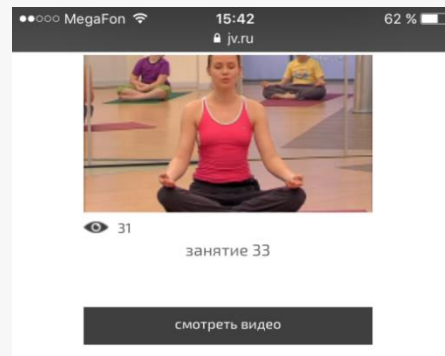 MegaFon 15:42 62 %
jv.ru
31
занятие 33
смотреть видео